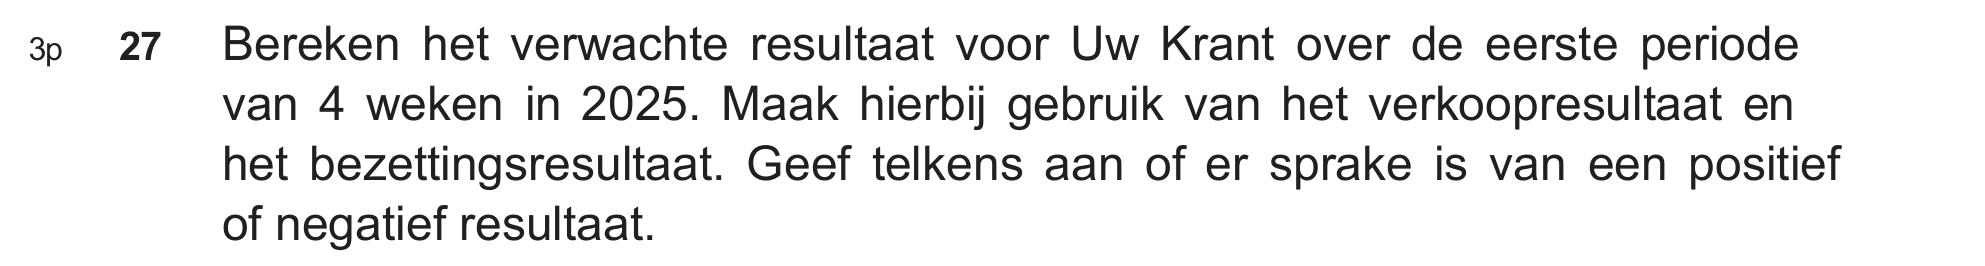 3p 27 Bereken het verwachte resultaat voor Uw Krant over de eerste periode
van 4 weken in 2025. Maak hierbij gebruik van het verkoopresultaat en
het bezettingsresultaat. Geef telkens aan of er sprake is van een positief
of negatief resultaat.